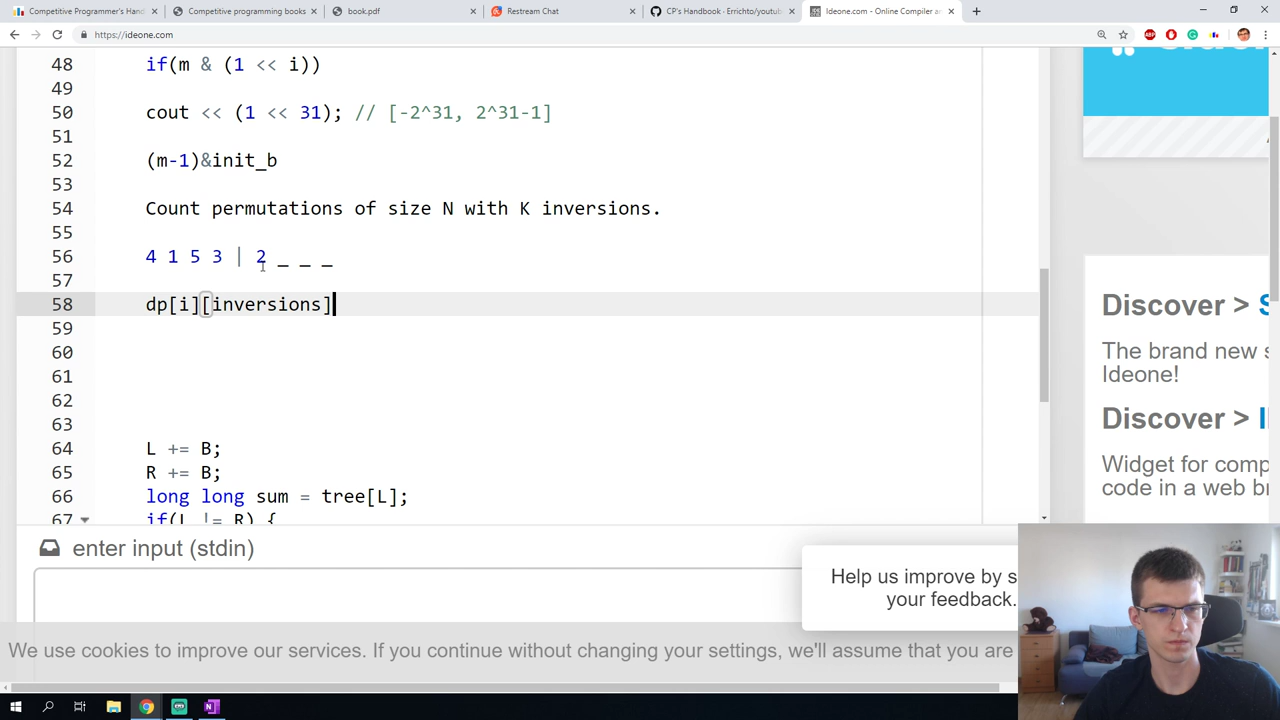 Competitive Programmer's Hand
Competitive programming books
book.pdf
Restream Chat
CP's Handbook · Errichto/youtub
Ideone.com - Online Compiler a
https://ideone.com
48 if(m & (1 << i))
49
50 cout << (1 << 31); // [-2^31, 2^31-1]
51
52 (m-1)&init_b
53
54 Count permutations of size N with K inversions.
55
56 4 1 5 3 | 2 _ _ _
57
58 dp[i][inversions]
59
60
61
62
63
64 L += B;
65 R += B;
66 long long sum = tree[L];
67 if(L != R) {
enter input (stdin)
Discover > S
The brand new s
Ideone!
Discover > I
Widget for comp
code in a web br
Help us improve by s
your feedback.
We use cookies to improve our services. If you continue without changing your settings, we'll assume that you are